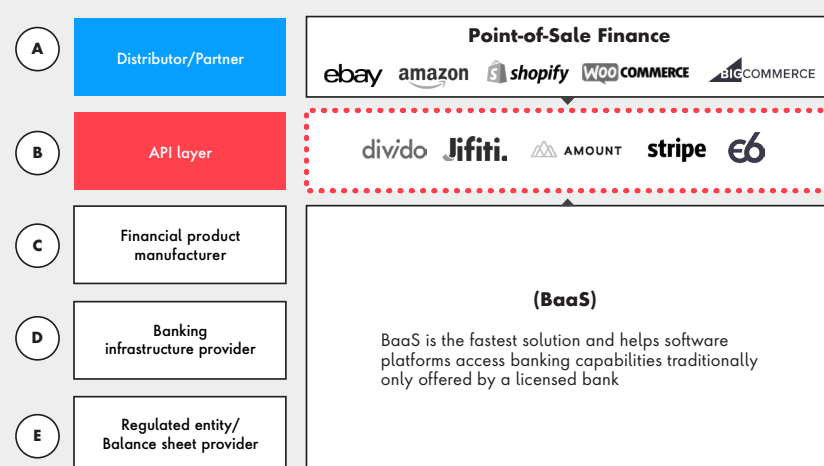 A
Distributor/Partner
Point-of-Sale Finance
ebay amazon shopify WOO COMMERCE BIGCOMMERCE
B
API layer
divido Jifiti. AMOUNT stripe E6
C
Financial product
manufacturer
(BaaS)
BaaS is the fastest solution and helps software
platforms access banking capabilities traditionally
only offered by a licensed bank
D
Banking
infrastructure provider
E
Regulated entity/
Balance sheet provider